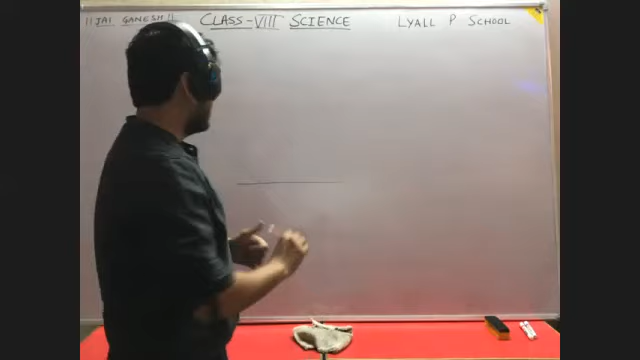 || JAI GANESH ||
CLASS-VIII SCIENCE
LYALL P SCHOOL